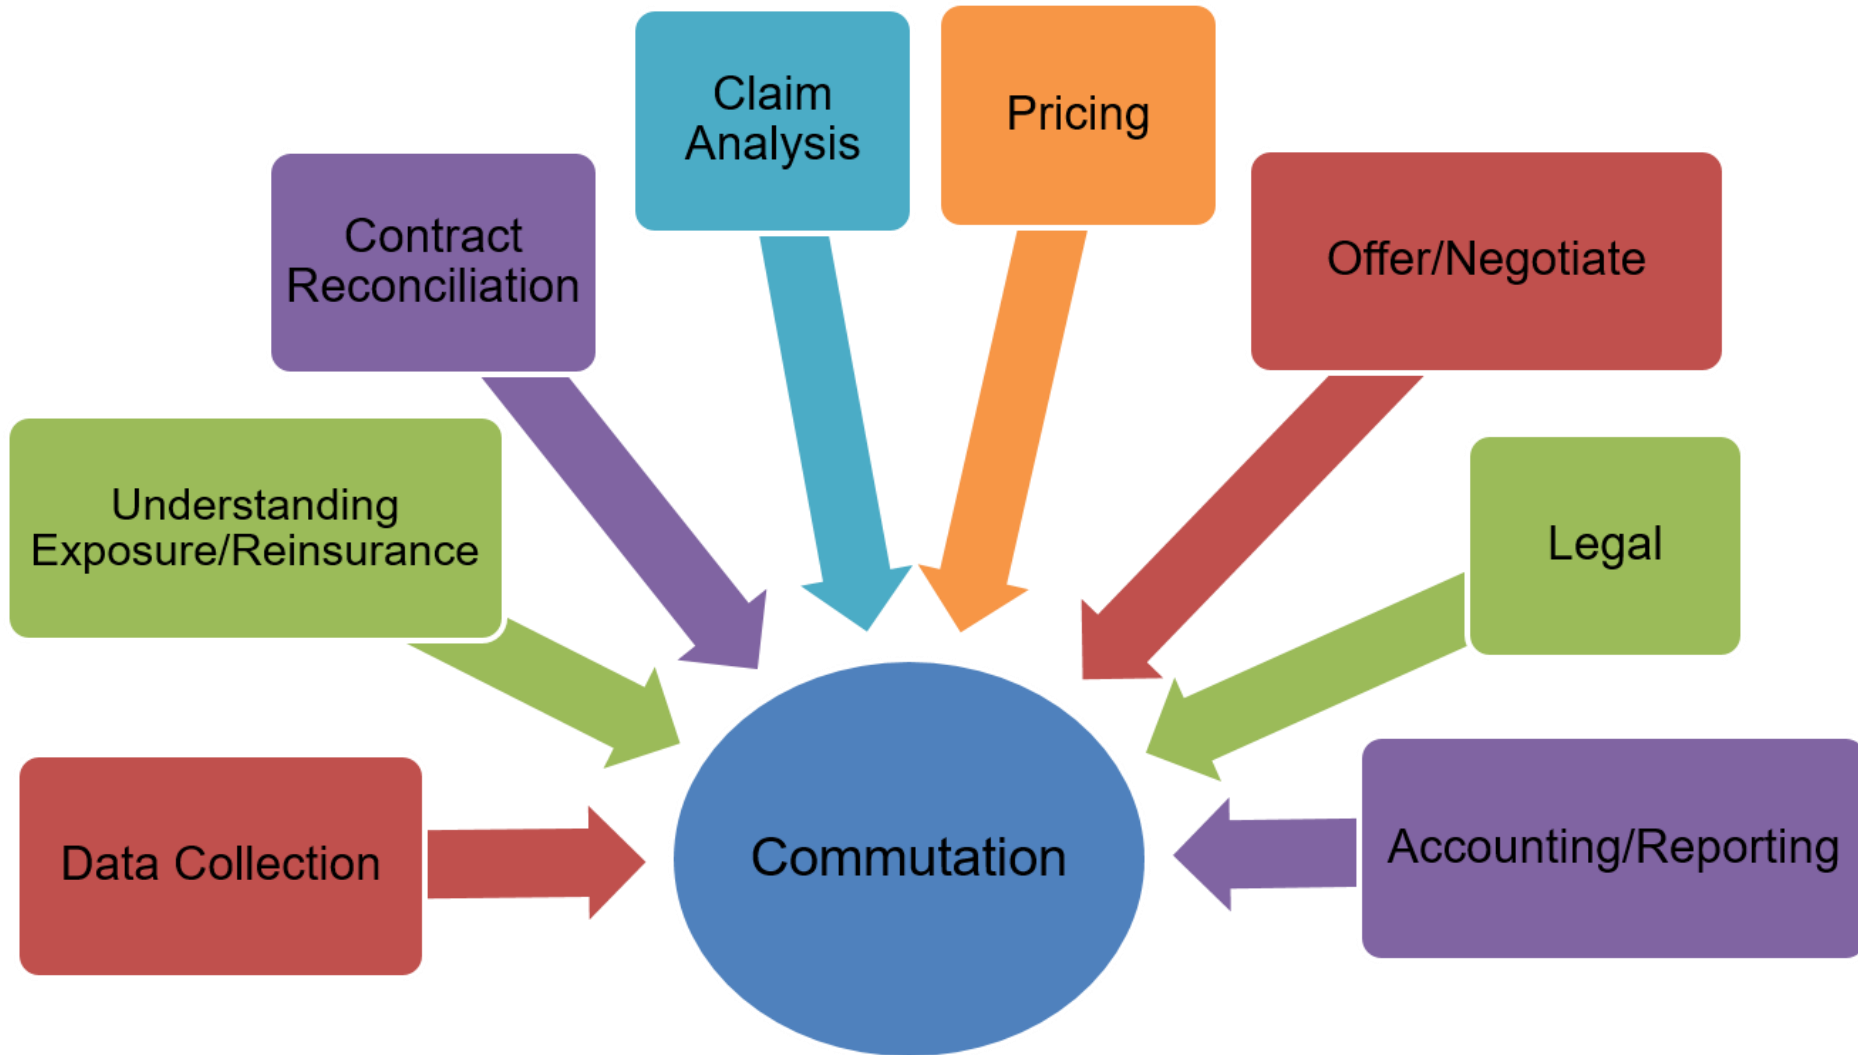 Claim
Analysis
Pricing
Contract
Reconciliation
Offer/Negotiate
Understanding
Exposure/Reinsurance
Legal
Data Collection
Commutation
Accounting/Reporting